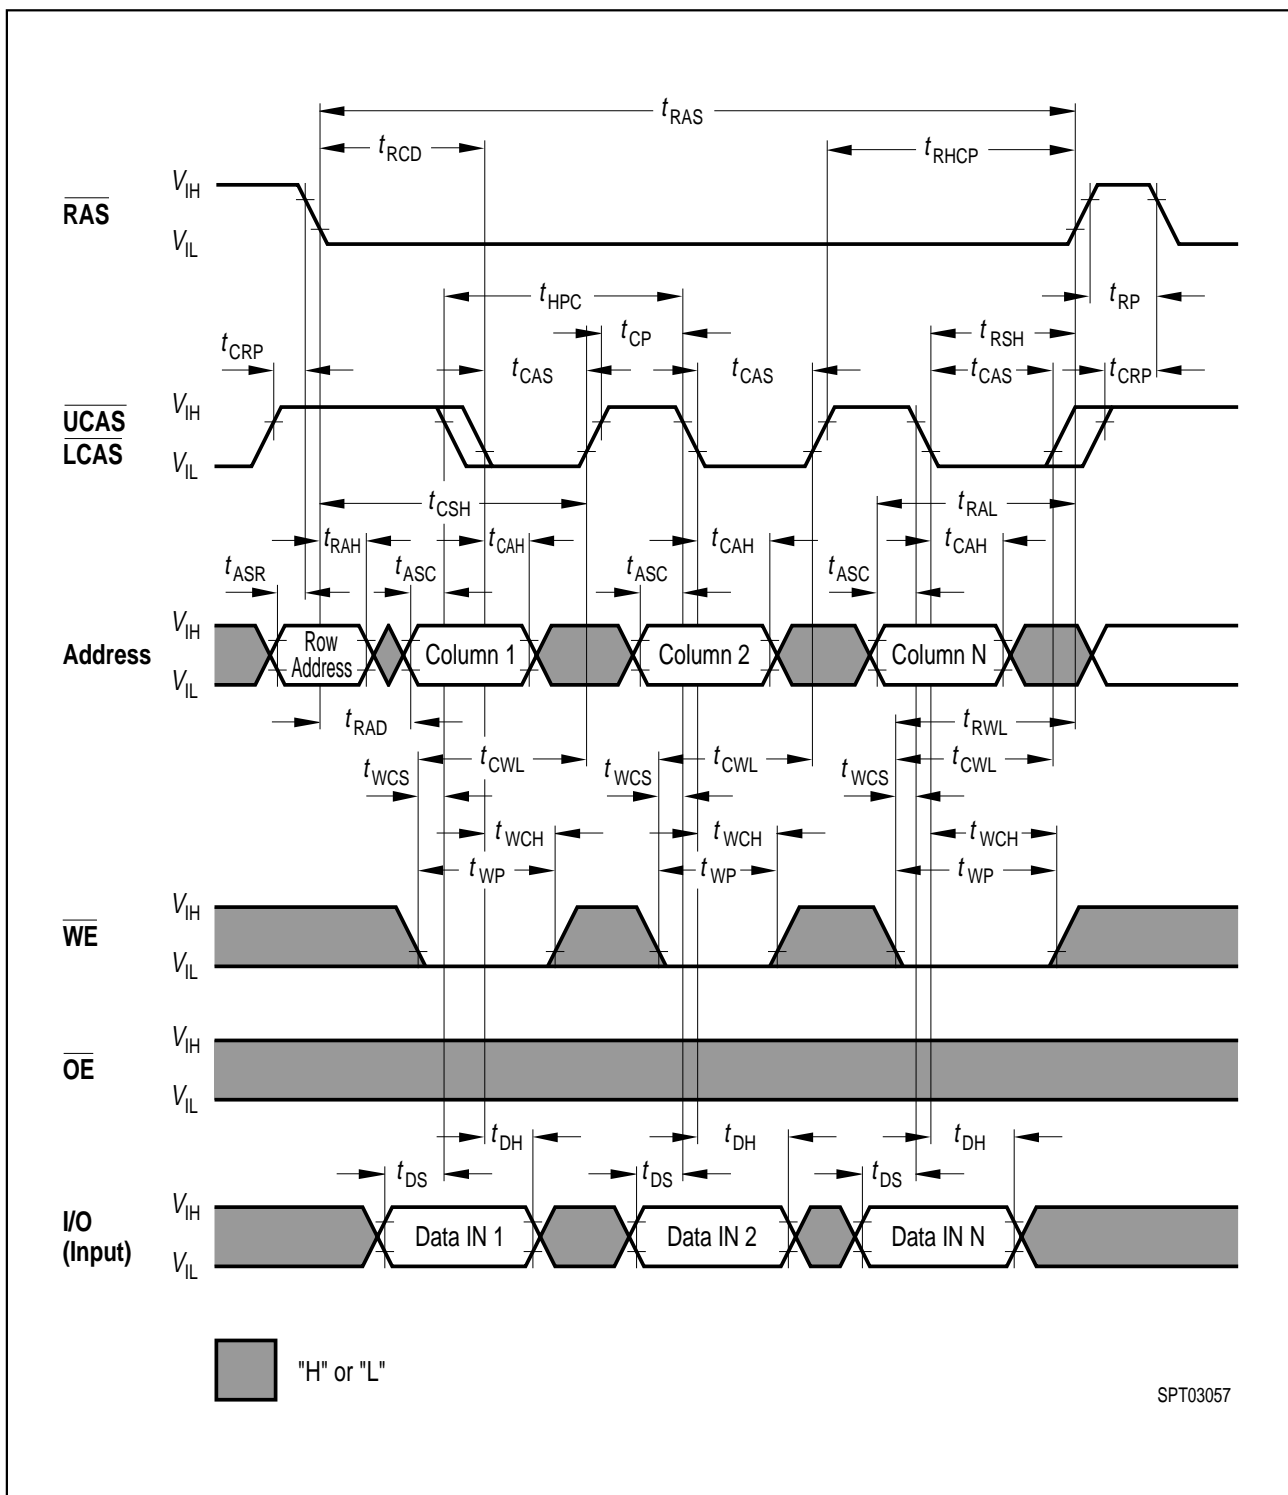 tRAS
tRCD
tRHCP
RAS
VIH
VIL
tHPC
tRP
tCP
tRSH
tCRP
tCAS
tCAS
tCAS
tCRP
UCAS
LCAS
VIH
VIL
tCSH
tRAL
tRAH
tCAH
tCAH
tCAH
tASR
tASC
tASC
tASC
Address
VIH
VIL
Row
Address
Column 1
Column 2
Column N
tRAD
tRWL
tCWL
tCWL
tCWL
tWCS
tWCS
tWCS
tWCH
tWCH
tWCH
tWP
tWP
tWP
WE
VIH
VIL
OE
VIH
VIL
tDH
tDH
tDH
tDS
tDS
tDS
I/O
(Input)
VIH
VIL
Data IN 1
Data IN 2
Data IN N
"H" or "L"
SPT03057